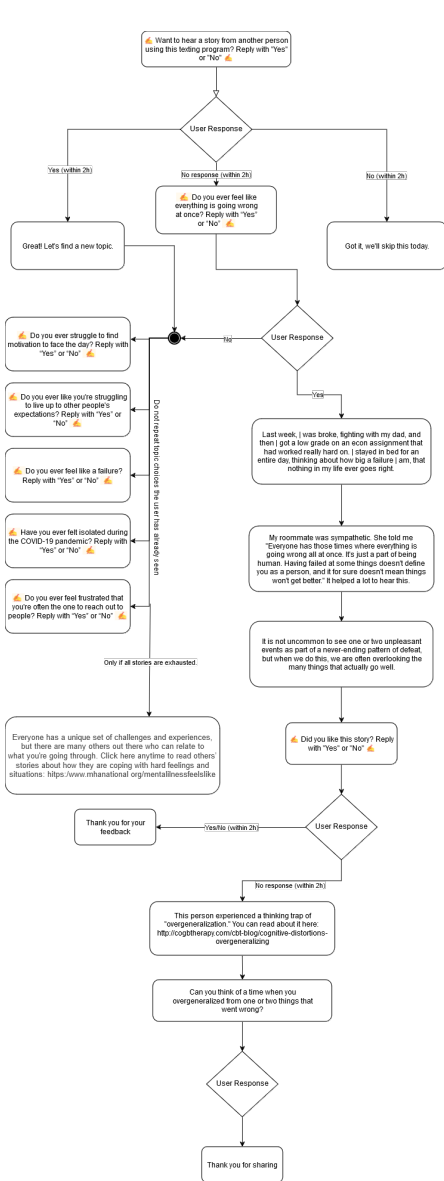 ✍ Want to hear a story from another person
using this texting program? Reply with "Yes"
or "No" ✍
User Response
Yes (within 2h)
No response (within 2h)
No (within 2h)
✍ Do you ever feel like
everything is going wrong
at once? Reply with "Yes"
or "No" ✍
Great! Let's find a new topic.
Got it, we'll skip this today.
User Response
No
Yes
✍ Do you ever struggle to find
motivation to face the day? Reply with
"Yes" or "No" ✍
✍ Do you ever like you're struggling
to live up to other people's
expectations? Reply with "Yes" or
"No" ✍
✍ Do you ever feel like a failure?
Reply with "Yes" or "No" ✍
✍ Have you ever felt isolated during
the COVID-19 pandemic? Reply with
"Yes" or "No" ✍
✍ Do you ever feel frustrated that
you're often the one to reach out to
people? Reply with "Yes" or "No" ✍
Do not repeat topic choices the user has already seen
Only if all stories are exhausted.
Everyone has a unique set of challenges and experiences,
but there are many others out there who can relate to
what you're going through. Click here anytime to read others'
stories about how they are coping with hard feelings and
situations: https:/www.mhanational org/mentalilnessfeelslike
Last week, | was broke, fighting with my dad, and
then | got a low grade on an econ assignment that
had worked really hard on. | stayed in bed for an
entire day, thinking about how big a failure | am, that
nothing in my life ever goes right.
My roommate was sympathetic. She told me
"Everyone has those times where everything is
going wrong all at once. It's just a part of being
human. Having failed at some things doesn't define
you as a person, and it for sure doesn't mean things
won't get better." It helped a lot to hear this.
It is not uncommon to see one or two unpleasant
events as part of a never-ending pattern of defeat,
but when we do this, we are often overlooking the
many things that actually go well.
✍ Did you like this story? Reply
with "Yes" or "No" ✍
User Response
Yes/No (within 2h)
Thank you for your
feedback
No response (within 2h)
This person experienced a thinking trap of
"overgeneralization." You can read about it here:
http://cogbtherapy.com/cbt-blog/cognitive-distortions-
overgeneralizing
Can you think of a time when you
overgeneralized from one or two things that
went wrong?
User Response
Thank you for sharing